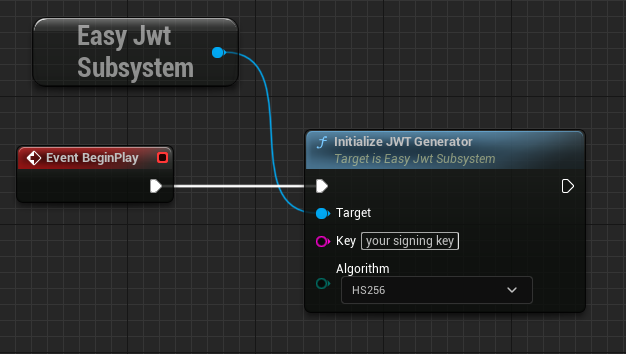 Easy Jwt
Subsystem
Event BeginPlay
Initialize JWT Generator
Target is Easy Jwt Subsystem
Target
Key your signing key
Algorithm
HS256